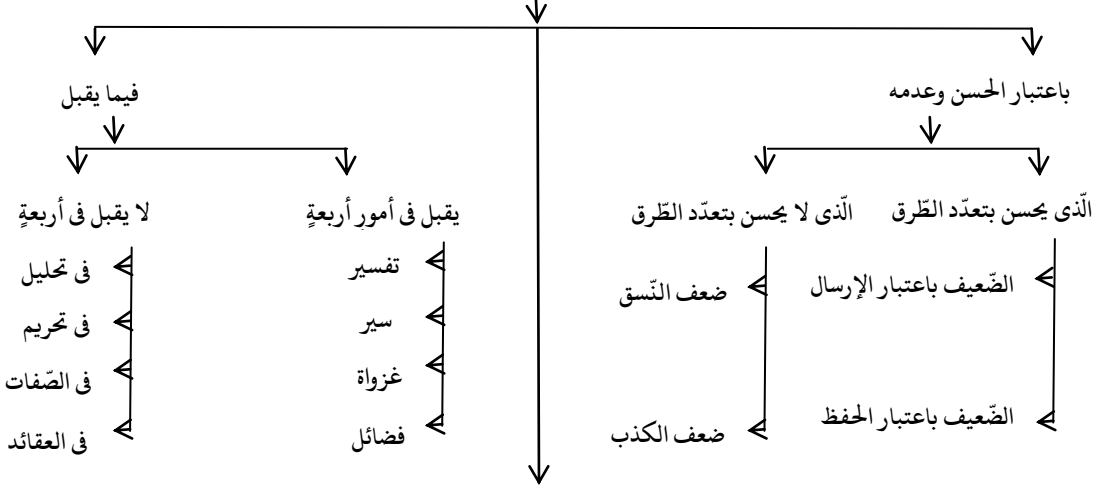 باعتبار الحسن وعدمه
فيما يقبل
الّذى يحسن بتعدّد الطّرق
الّذى لا يحسن بتعدّد الطّرق
يقبل فى أمورٍ أربعةٍ
لا يقبل فى أربعةٍ
الضّعيف باعتبار الإرسال
الضّعيف باعتبار الحفظ
ضعف النّسق
ضعف الكذب
تفسير
سير
غزواة
فضائل
فى تحليل
فى تحريم
فى الصّفات
فى العقائد